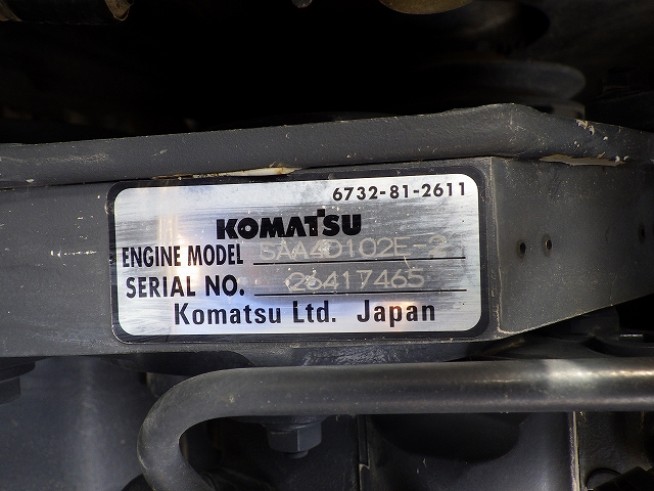 6732-81-2611
KOMATSU
ENGINE MODEL SAA4D102E-2
SERIAL NO. 26417465
Komatsu Ltd. Japan